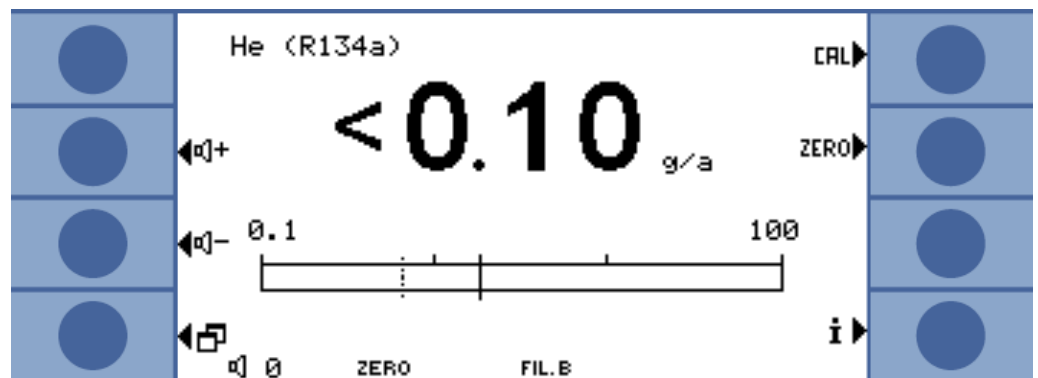 He (R134a)
CAL
<0.10 g/a
+
ZERO
-
0.1 100
i
0 ZERO FIL.B